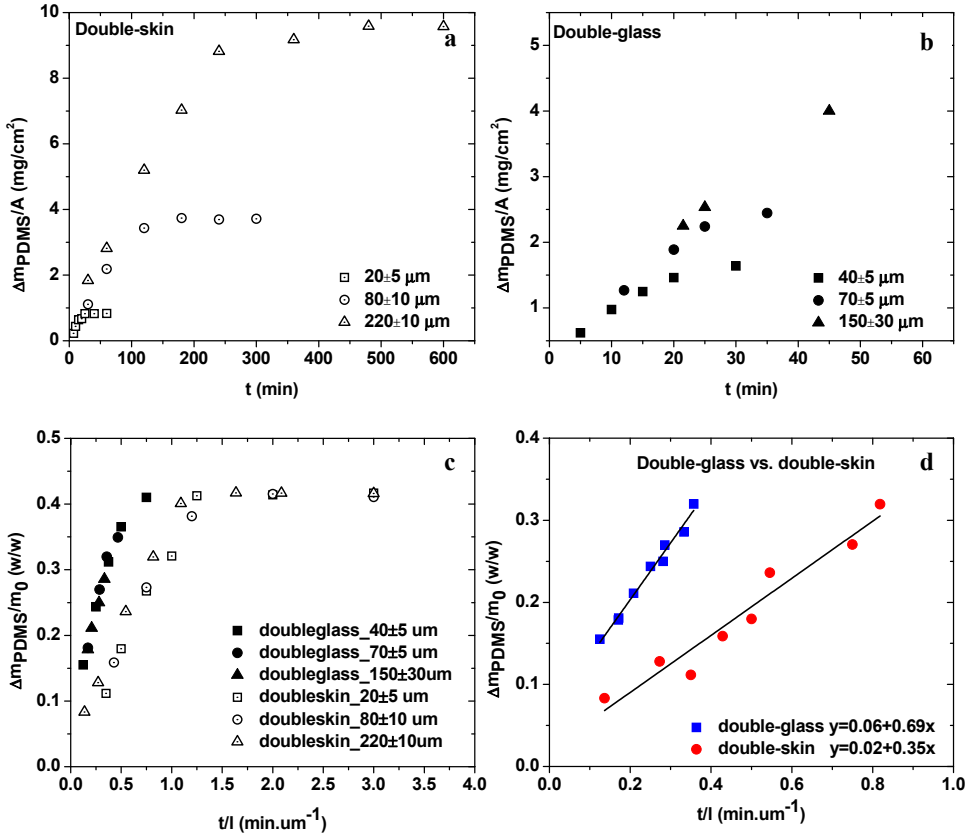 Double-skin
a
10
8
6
4
2
0
ΔmPDMS/A (mg/cm²)
20±5 µm
80±10 µm
220±10 µm
0 100 200 300 400 500 600
t (min)
Double-glass
b
5
4
3
2
1
ΔmPDMS/A (mg/cm²)
40±5 µm
70±5 µm
150±30 µm
0 10 20 30 40 50 60
t (min)
c
0.5
0.4
0.3
0.2
0.1
0.0
ΔmPDMS/m0 (w/w)
doubleglass_40±5 um
doubleglass_70±5 um
doubleglass_150±30um
doubleskin_20±5 um
doubleskin_80±10 um
doubleskin_220±10um
0.0 0.5 1.0 1.5 2.0 2.5 3.0 3.5 4.0
t/l (min.um⁻¹)
Double-glass vs. double-skin
d
0.4
0.3
0.2
0.1
0.0
ΔmPDMS/m0 (w/w)
double-glass y=0.06+0.69x
double-skin y=0.02+0.35x
0.0 0.2 0.4 0.6 0.8 1.0
t/l (min.um⁻¹)